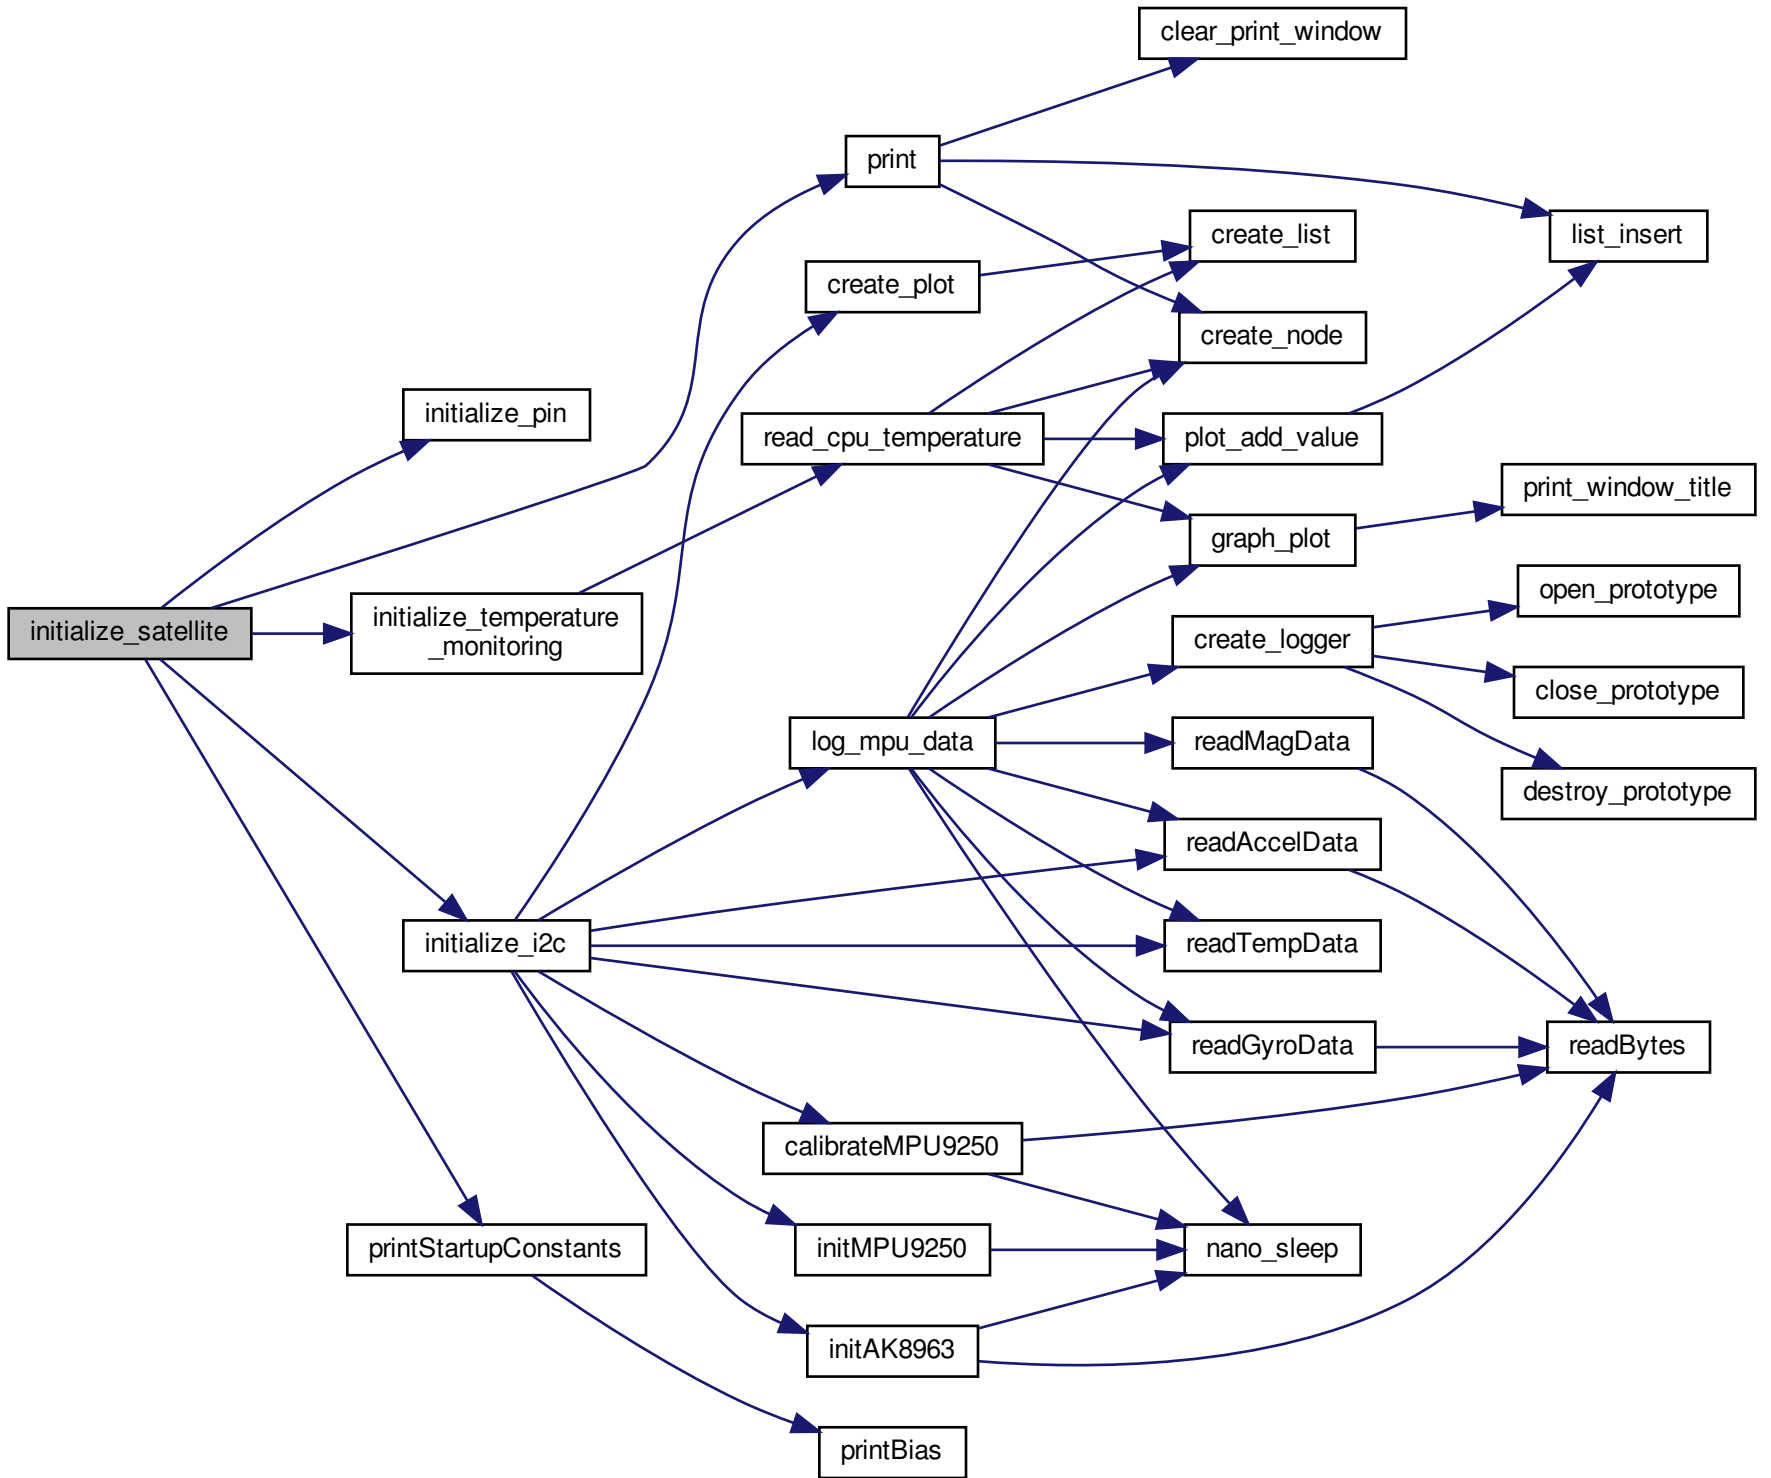 clear_print_window
print
create_list
list_insert
create_plot
create_node
initialize_pin
read_cpu_temperature
plot_add_value
print_window_title
graph_plot
open_prototype
initialize_satellite
initialize_temperature
_monitoring
create_logger
close_prototype
log_mpu_data
readMagData
destroy_prototype
readAccelData
initialize_i2c
readTempData
readGyroData
readBytes
calibrateMPU9250
printStartupConstants
initMPU9250
nano_sleep
initAK8963
printBias